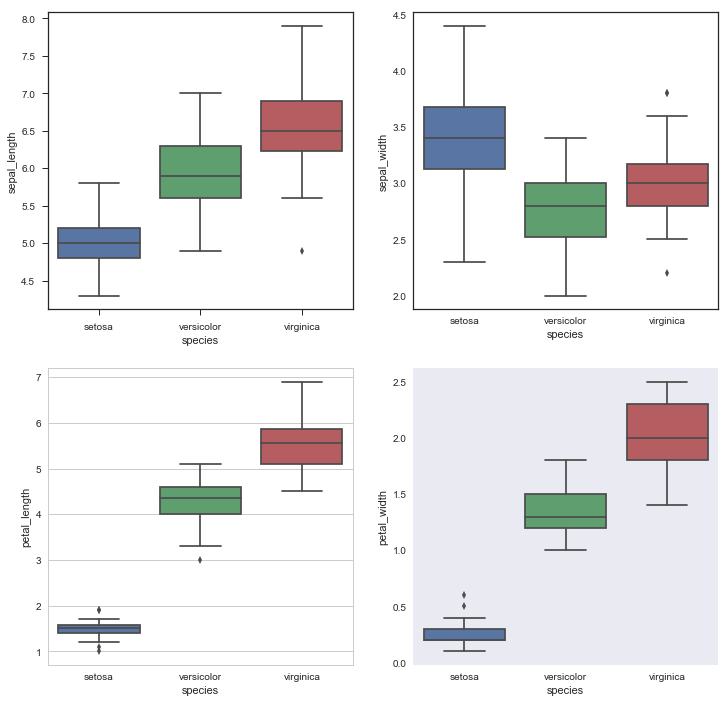 8.0
7.5
7.0
6.5
6.0
5.5
5.0
4.5
sepal_length
setosa versicolor virginica
species
4.5
4.0
3.5
3.0
2.5
2.0
sepal_width
setosa versicolor virginica
species
7
6
5
4
3
2
1
petal_length
setosa versicolor virginica
species
2.5
2.0
1.5
1.0
0.5
0.0
petal_width
setosa versicolor virginica
species